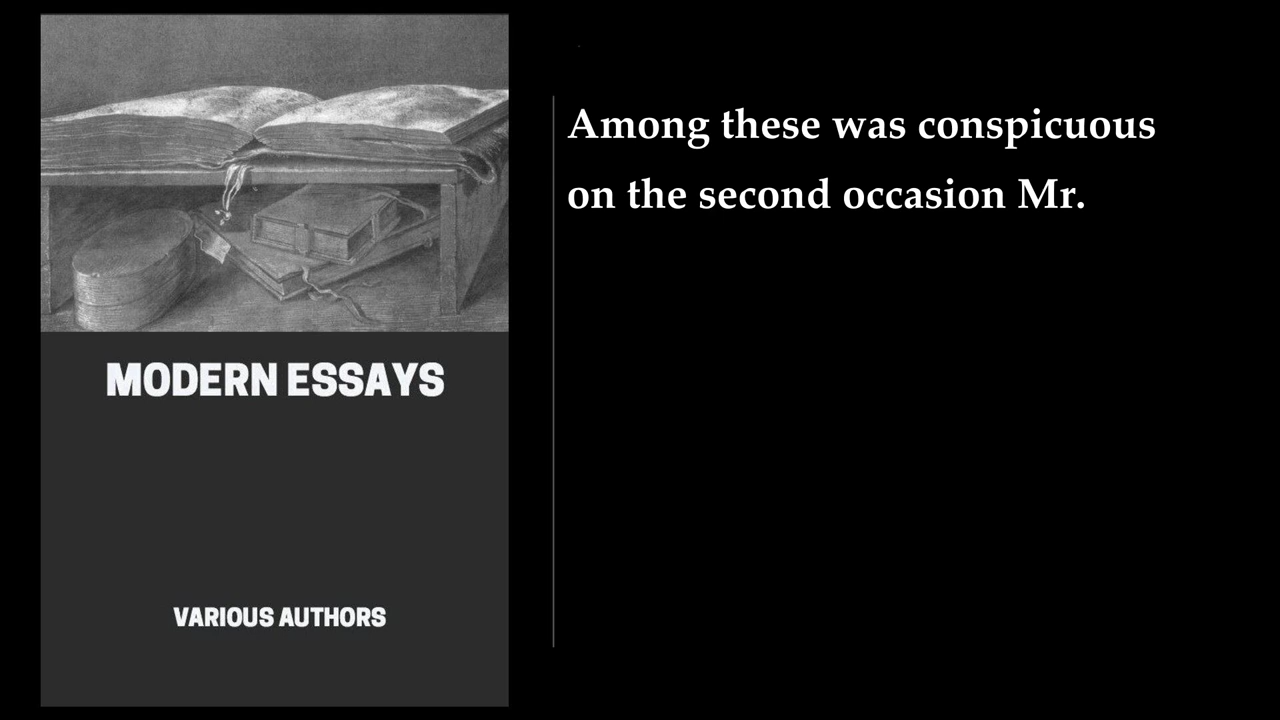 MODERN ESSAYS
VARIOUS AUTHORS
Among these was conspicuous
on the second occasion Mr.